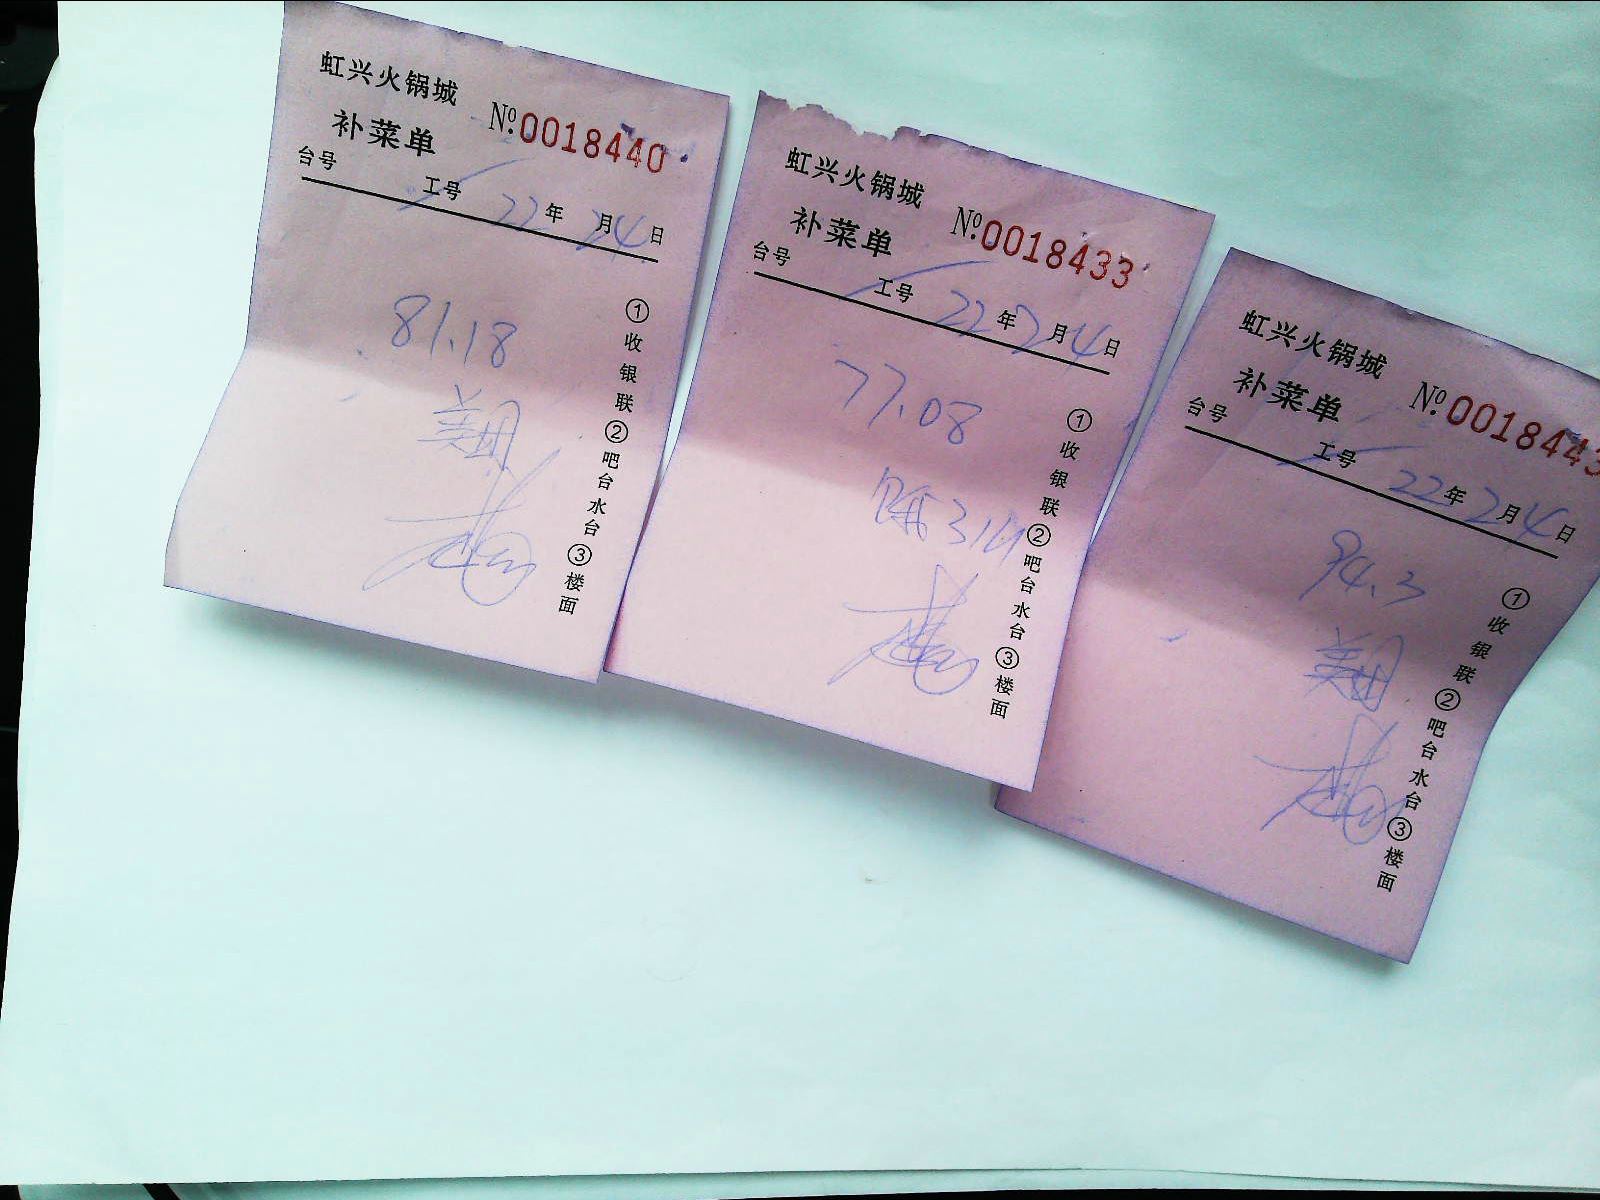 虹兴火锅城
补菜单 №0018440
台号 工号 22年2月4日
81.18
①收银联②吧台水台③楼面
虹兴火锅城
补菜单 №0018433
台号 工号 22年2月4日
77.08
①收银联②吧台水台③楼面
虹兴火锅城
补菜单 №0018443
台号 工号 22年2月4日
94.3
①收银联②吧台水台③楼面